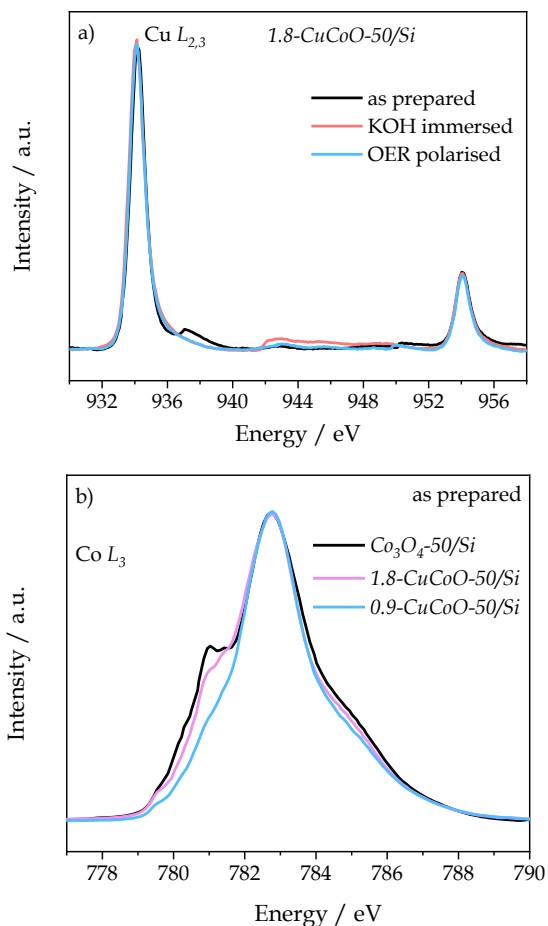 a)
Cu L2,3
1.8-CuCoO-50/Si
as prepared
KOH immersed
OER polarised
Intensity / a.u.
932 936 940 944 948 952 956
Energy / eV
b)
as prepared
Co L3
Co3O4-50/Si
1.8-CuCoO-50/Si
0.9-CuCoO-50/Si
Intensity / a.u.
778 780 782 784 786 788 790
Energy / eV